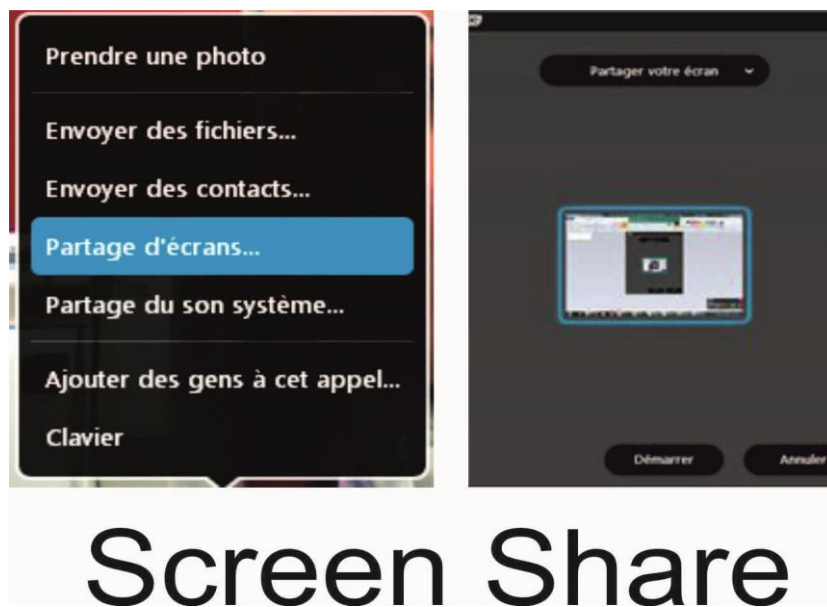 Prendre une photo
Envoyer des fichiers...
Envoyer des contacts...
Partage d'écrans...
Partage du son système...
Ajouter des gens à cet appel...
Clavier
Partager votre écran
Démarrer
Annuler
Screen Share